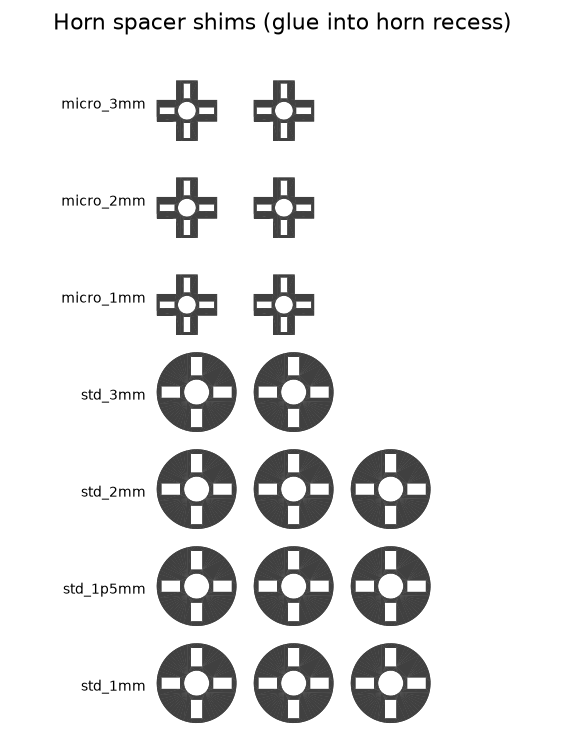 Horn spacer shims (glue into horn recess)
micro_3mm
micro_2mm
micro_1mm
std_3mm
std_2mm
std_1p5mm
std_1mm